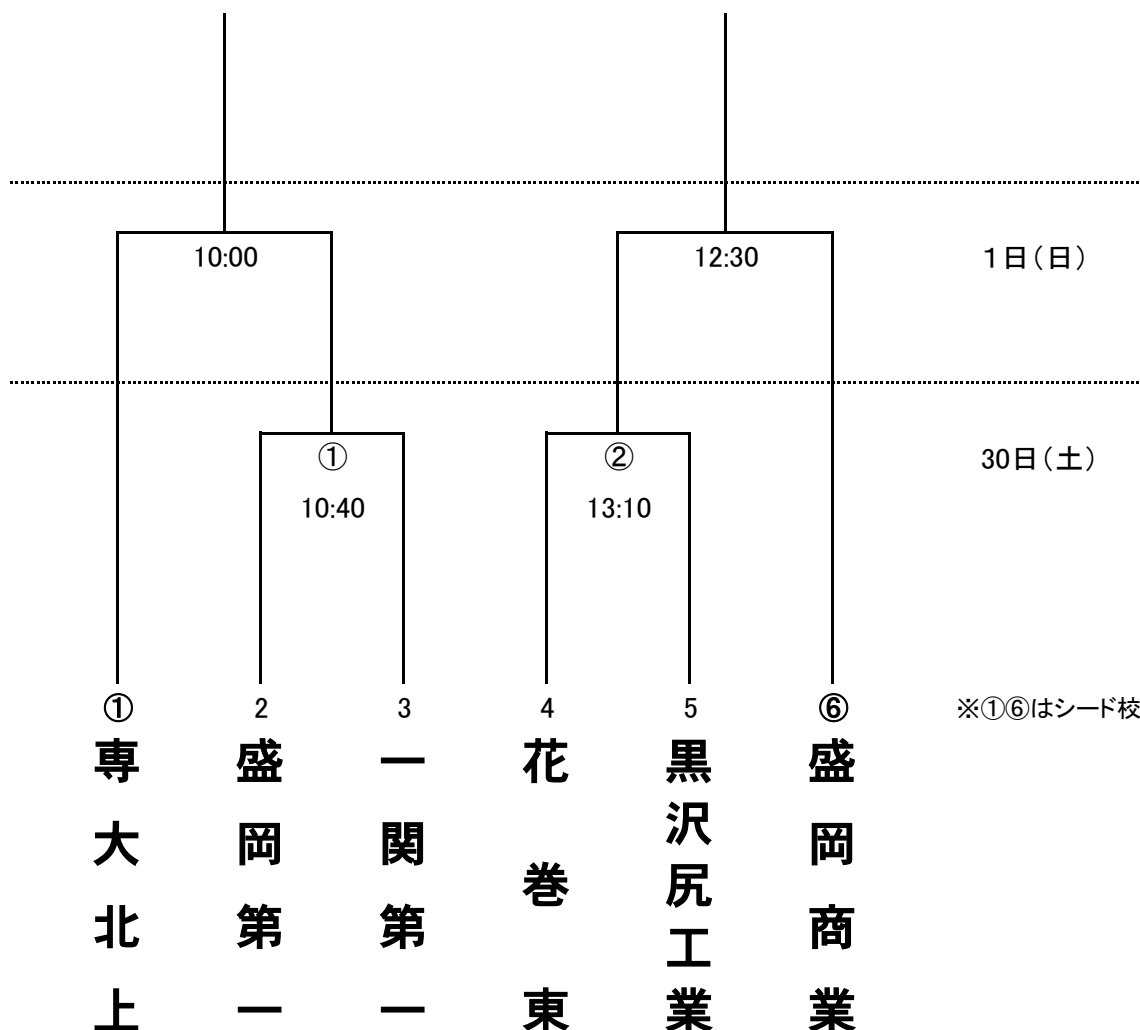 10:00
12:30
１日（日）
①
②
30日（土）
10:40
13:10
①
2
3
4
5
⑥
※①⑥はシード校
専大北上
盛岡第一
一関第一
花巻東
黒沢尻工業
盛岡商業